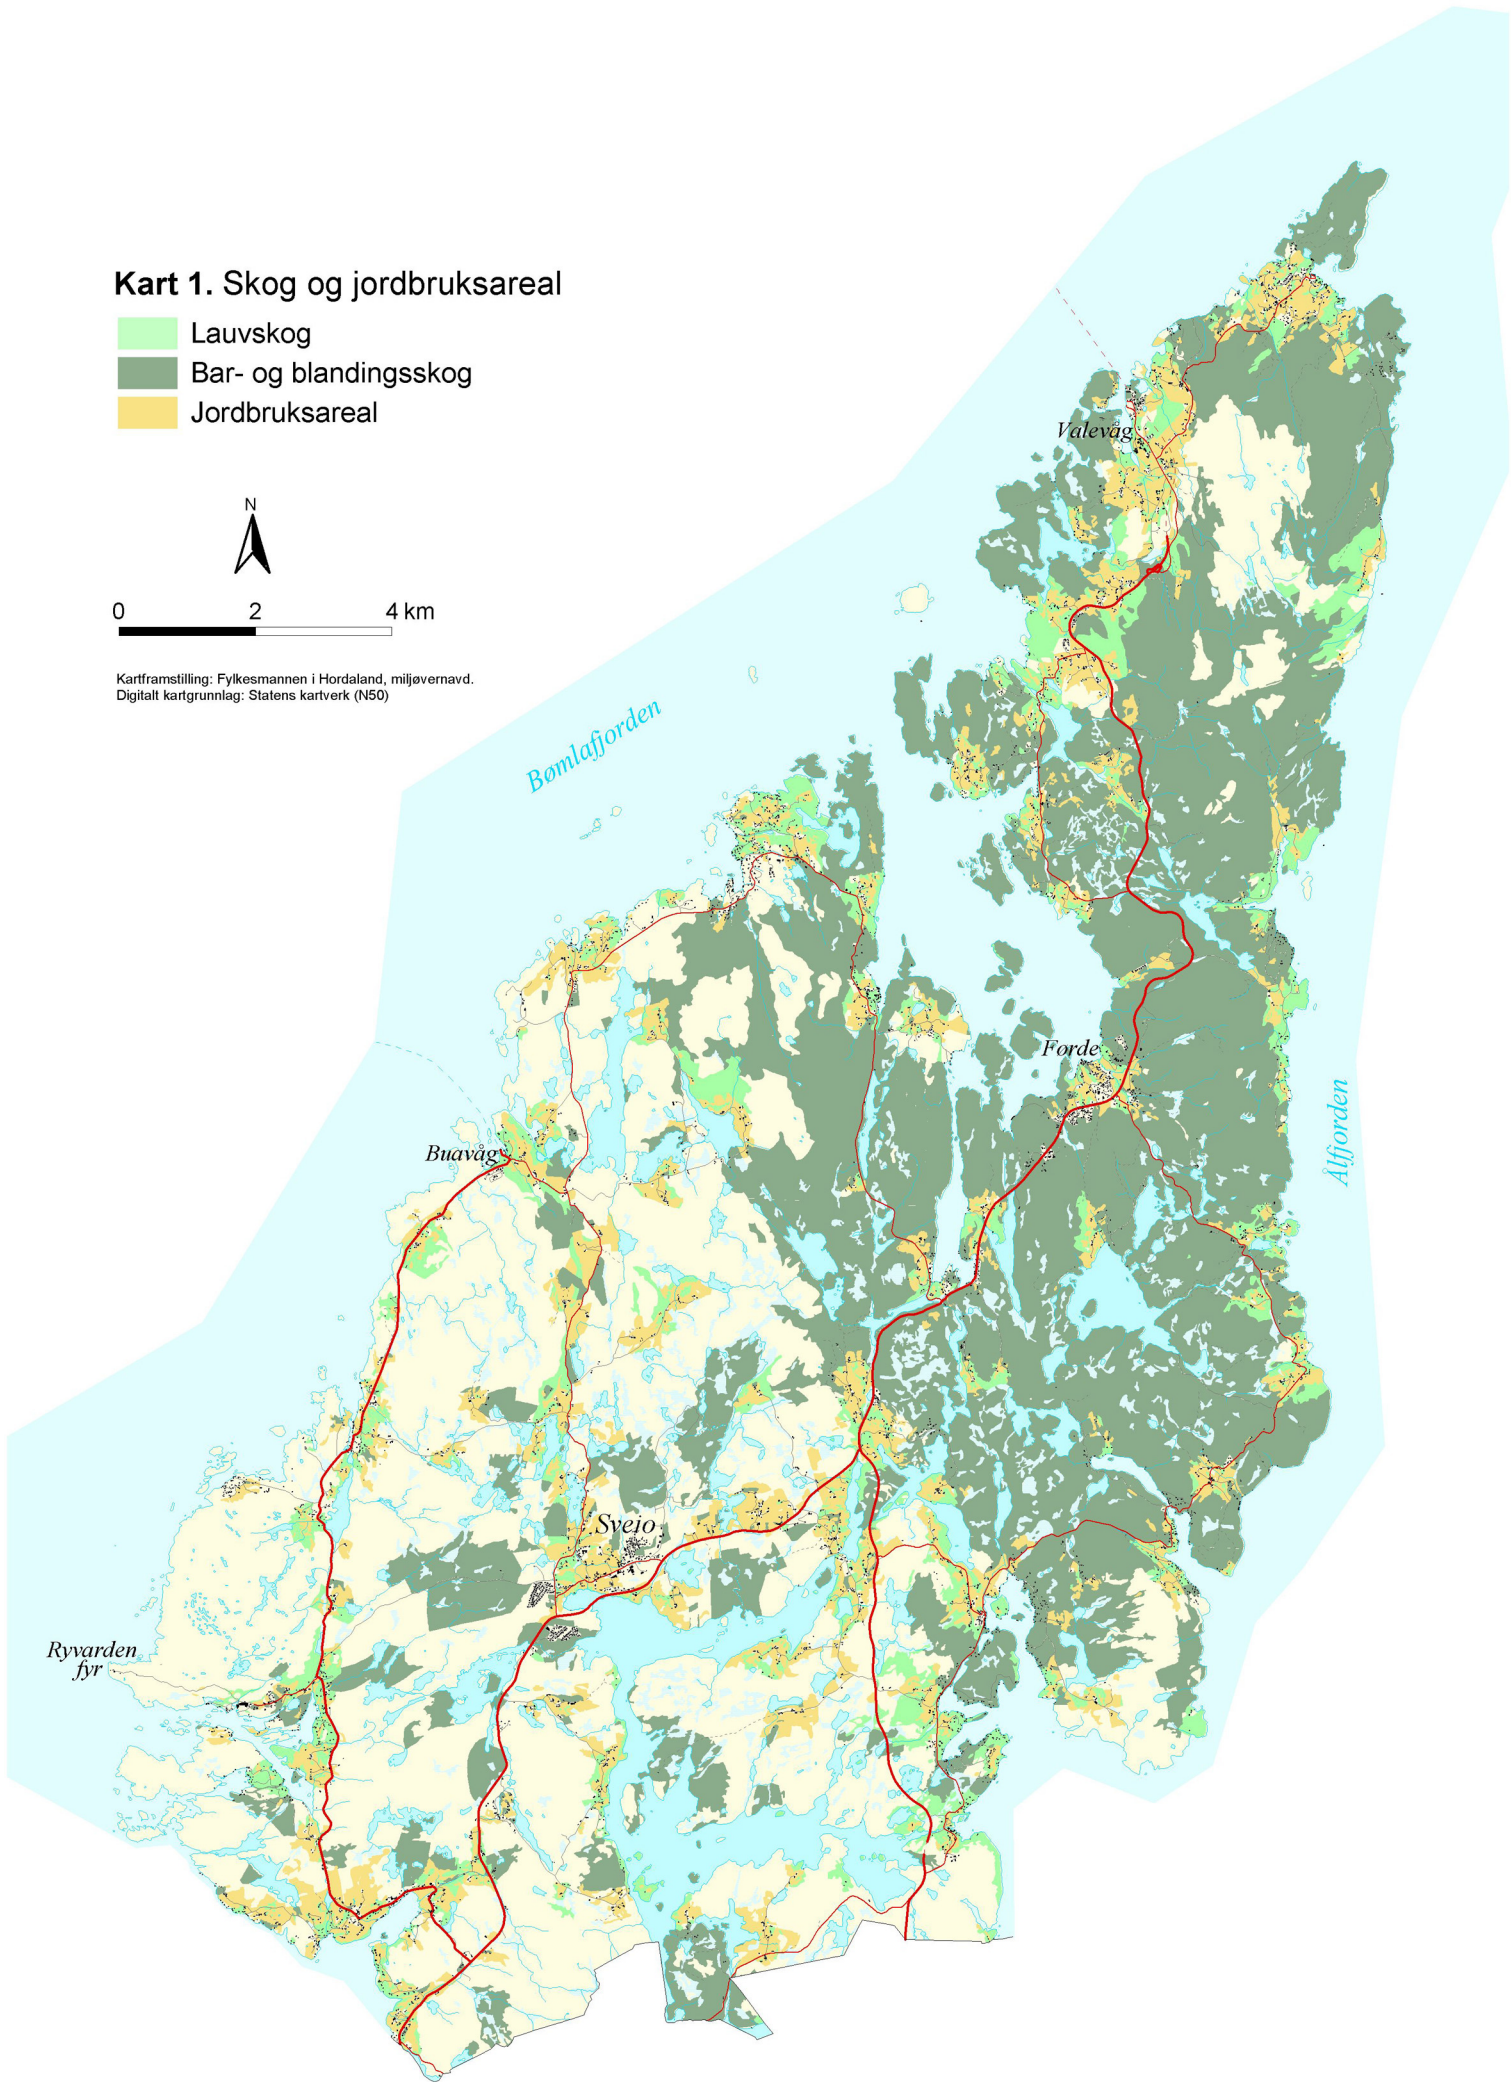 Kart 1. Skog og jordbruksareal
Lauvskog
Bar- og blandingsskog
Jordbruksareal
N
0 2 4 km
Kartframstilling: Fylkesmannen i Hordaland, miljøvernavd.
Digitalt kartgrunnlag: Statens kartverk (N50)
Valevåg
Bømlafjorden
Førde
Ålfjorden
Buavåg
Sveio
Ryvarden
fyr